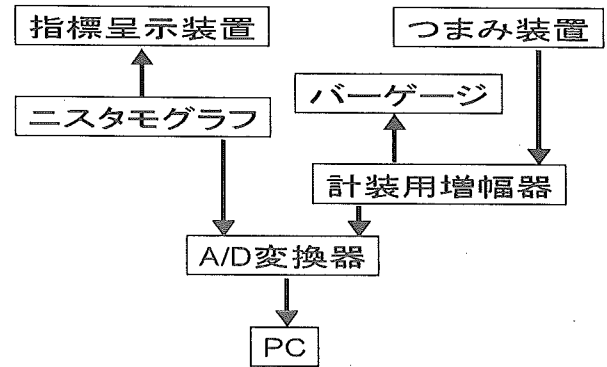 指標呈示装置
つまみ装置
バーゲージ
ニスタモグラフ
計装用増幅器
A/D変換器
PC